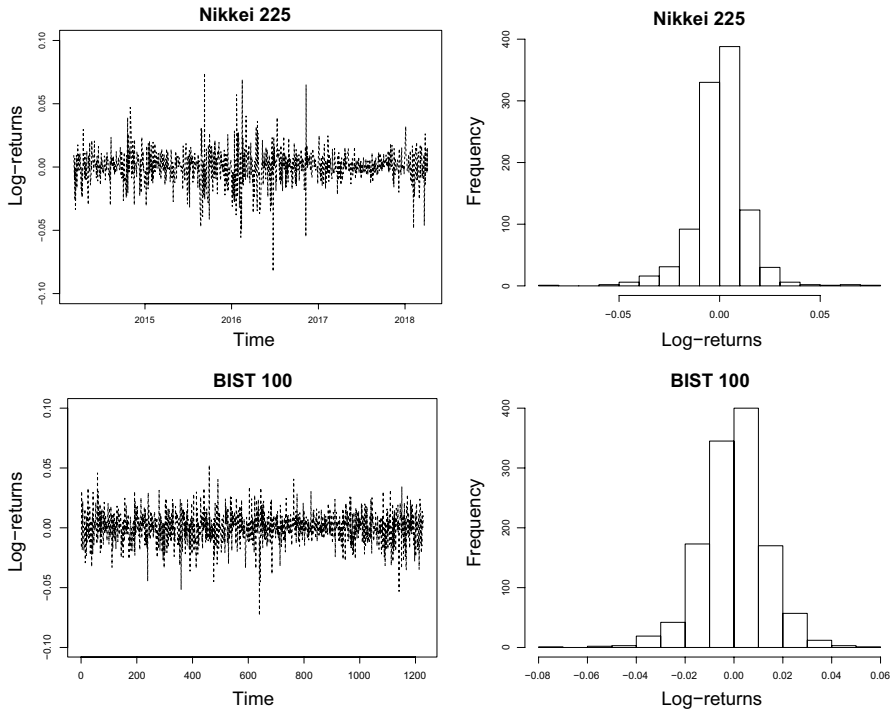 Nikkei 225
Log−returns
0.10
0.05
0.00
−0.05
−0.10
2015 2016 2017 2018
Time
Nikkei 225
Frequency
400
300
200
100
0
−0.05 0.00 0.05
Log−returns
BIST 100
Log−returns
0.10
0.05
0.00
−0.05
−0.10
0 200 400 600 800 1000 1200
Time
BIST 100
Frequency
400
300
200
100
0
−0.08 −0.06 −0.04 −0.02 0.00 0.02 0.04 0.06
Log−returns